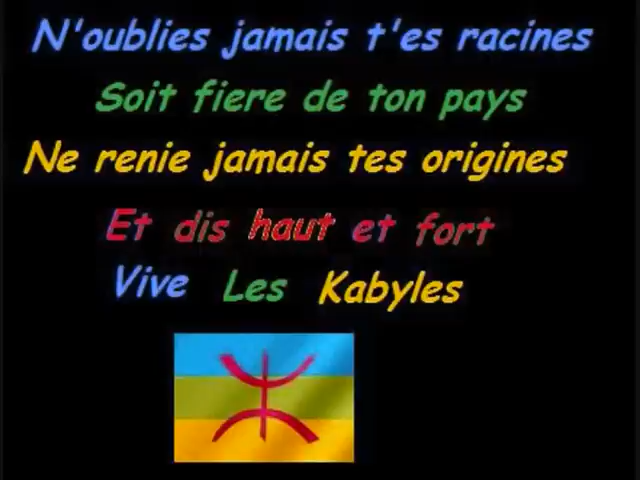 N'oublies jamais t'es racines
Soit fiere de ton pays
Ne renie jamais tes origines
Et dis haut et fort
Vive Les Kabyles